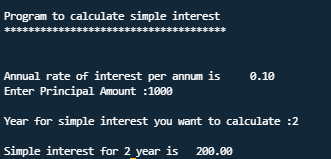 Program to calculate simple interest
************************************
Annual rate of interest per annum is     0.10
Enter Principal Amount :1000
Year for simple interest you want to calculate :2
Simple interest for 2 year is   200.00